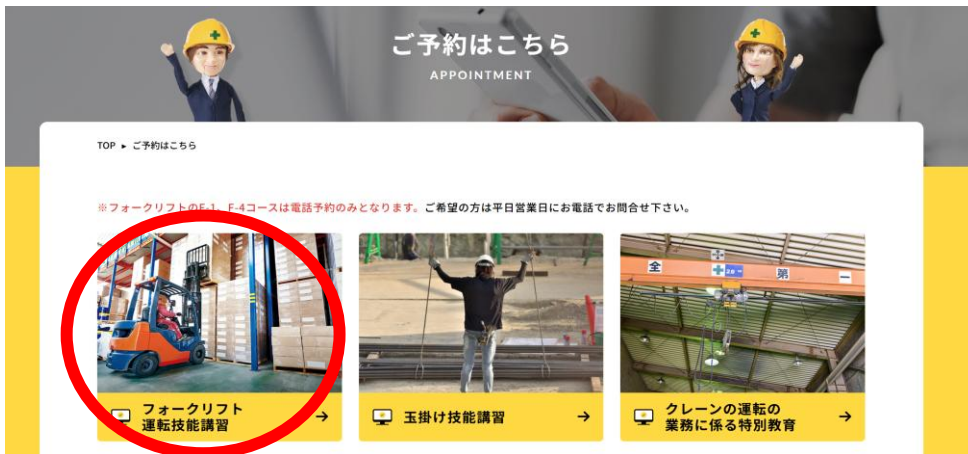 ご予約はこちら
APPOINTMENT
TOP ▸ ご予約はこちら
※フォークリフトのF-1、F-4コースは電話予約のみとなります。ご希望の方は平日営業日にお電話でお問合せ下さい。
全 第 一
フォークリフト
運転技能講習 →
玉掛け技能講習 →
クレーンの運転の
業務に係る特別教育 →